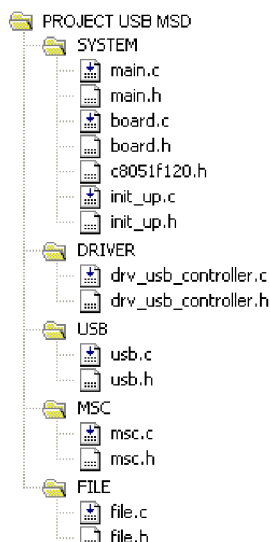 PROJECT USB MSD
SYSTEM
main.c
main.h
board.c
board.h
c8051f120.h
init_up.c
init_up.h
DRIVER
drv_usb_controller.c
drv_usb_controller.h
USB
usb.c
usb.h
MSC
msc.c
msc.h
FILE
file.c
file.h